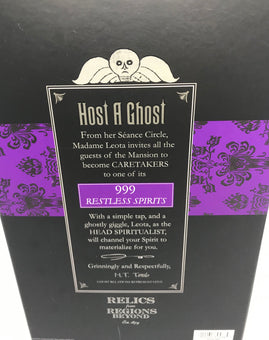 Host A Ghost
From her Séance Circle,
Madame Leota invites all the
guests of the Mansion to
become CARETAKERS
to one of its
999
RESTLESS SPIRITS
With a simple tap, and a
ghostly giggle, Leota, as the
HEAD SPIRITUALIST,
will channel your Spirit to
materialize for you.
Grinningly and Respectfully,
RELICS
from
REGIONS
BEYOND